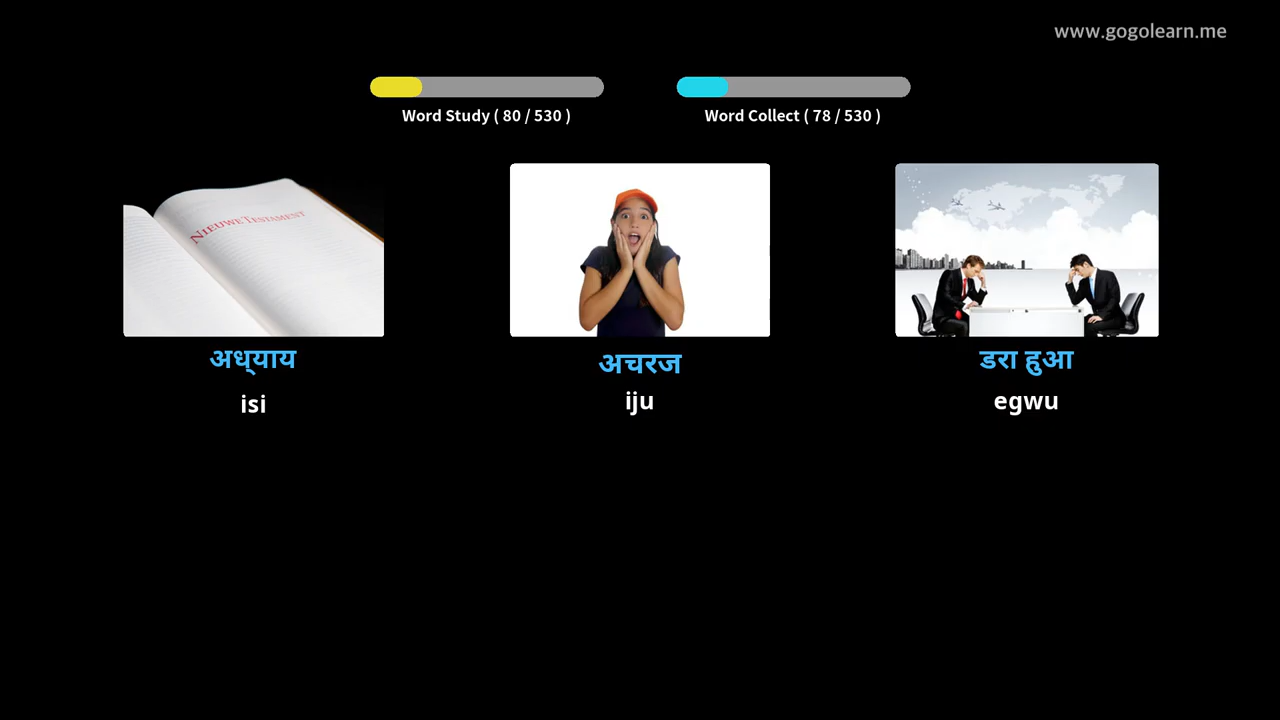 www.gogolearn.me
Word Study ( 80 / 530 )
Word Collect ( 78 / 530 )
NIEUWE TESTAMENT
अध्याय
अचरज
डरा हुआ
isi
iju
egwu